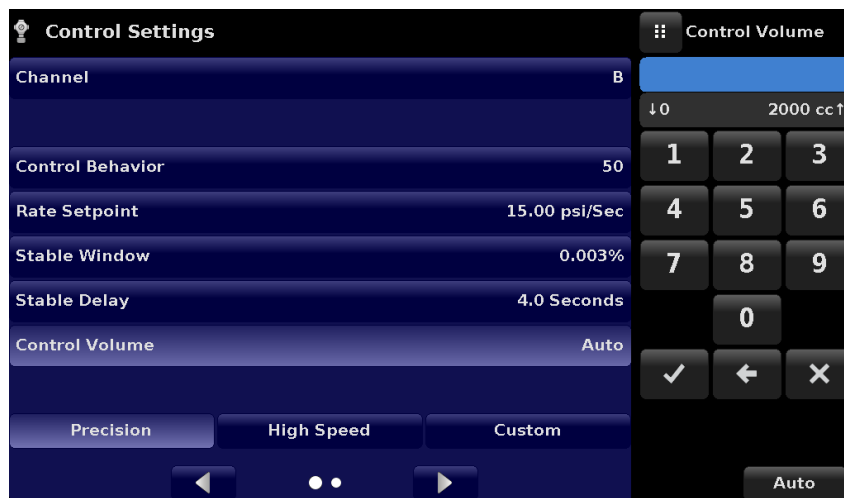 Control Settings
Channel B
Control Behavior 50
Rate Setpoint 15.00 psi/Sec
Stable Window 0.003%
Stable Delay 4.0 Seconds
Control Volume Auto
Precision High Speed Custom
Control Volume
↓0 2000 cc↑
1 2 3
4 5 6
7 8 9
0
Auto